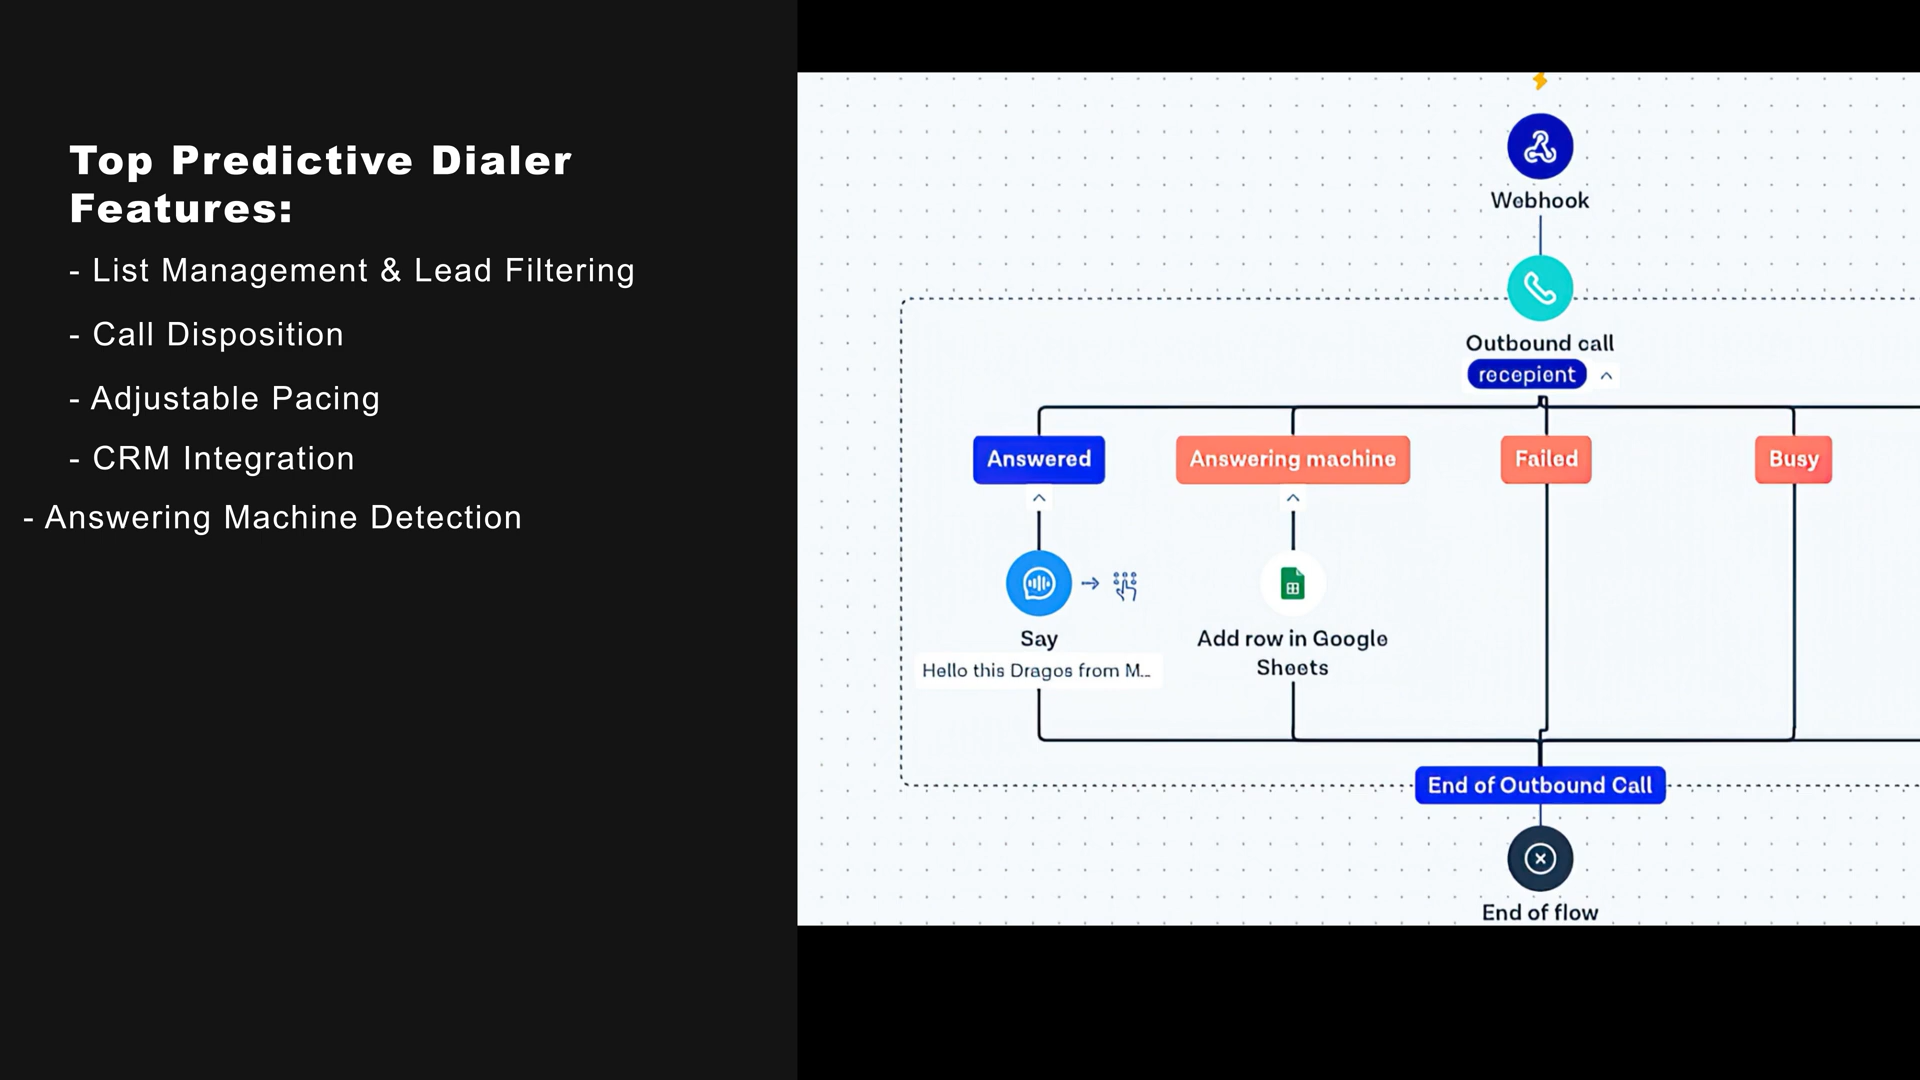 Top Predictive Dialer
Features:
- List Management & Lead Filtering
- Call Disposition
- Adjustable Pacing
- CRM Integration
- Answering Machine Detection
Webhook
Outbound call
recepient
Answered
Answering machine
Failed
Busy
Say
Hello this Dragos from M...
Add row in Google
Sheets
End of Outbound Call
End of flow